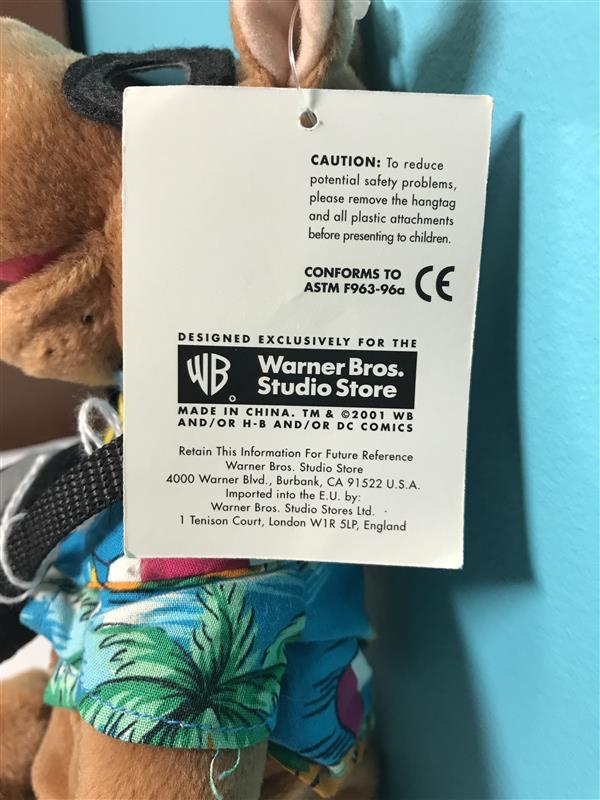 CAUTION: To reduce
potential safety problems,
please remove the hangtag
and all plastic attachments
before presenting to children.
CONFORMS TO
ASTM F963-96a CE
DESIGNED EXCLUSIVELY FOR THE
WB Warner Bros.
Studio Store
MADE IN CHINA. TM & ©2001 WB
AND/OR H-B AND/OR DC COMICS
Retain This Information For Future Reference
Warner Bros. Studio Store
4000 Warner Blvd., Burbank, CA 91522 U.S.A.
Imported into the E.U. by:
Warner Bros. Studio Stores Ltd.
1 Tenison Court, London W1R 5LP, England